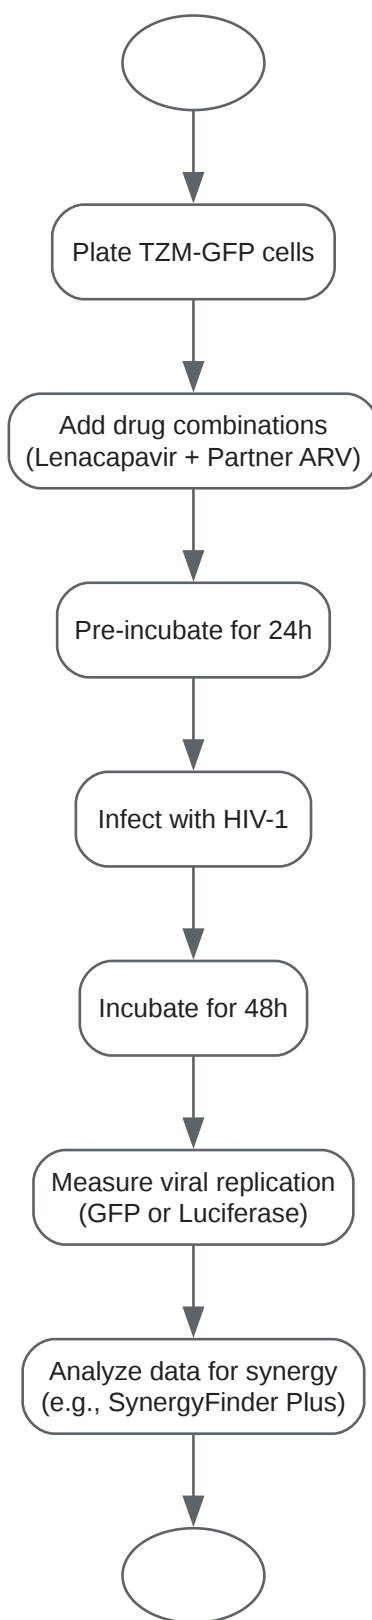 Plate TZM-GFP cells
Add drug combinations
(Lenacapavir + Partner ARV)
Pre-incubate for 24h
Infect with HIV-1
Incubate for 48h
Measure viral replication
(GFP or Luciferase)
Analyze data for synergy
(e.g., SynergyFinder Plus)